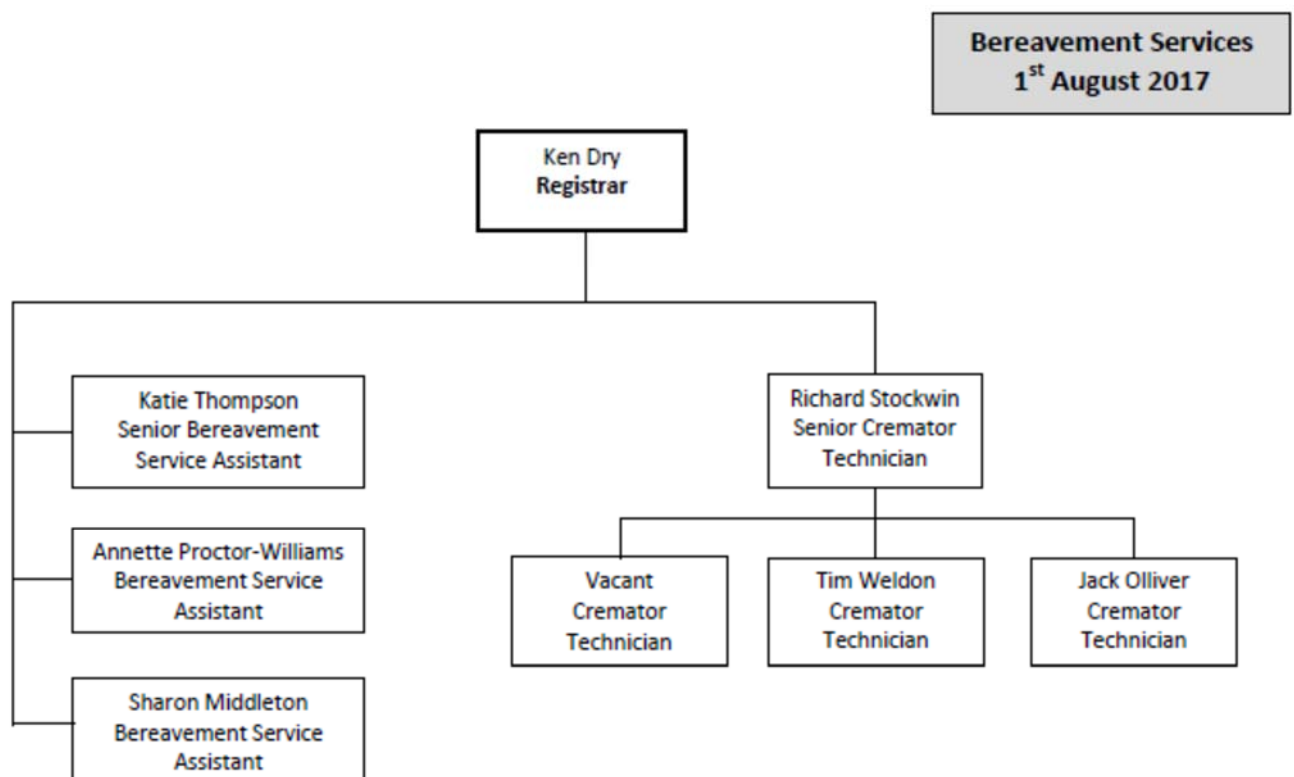 Bereavement Services
1st August 2017
Ken Dry
Registrar
Katie Thompson
Senior Bereavement
Service Assistant
Richard Stockwin
Senior Cremator
Technician
Annette Proctor-Williams
Bereavement Service
Assistant
Vacant
Cremator
Technician
Tim Weldon
Cremator
Technician
Jack Olliver
Cremator
Technician
Sharon Middleton
Bereavement Service
Assistant